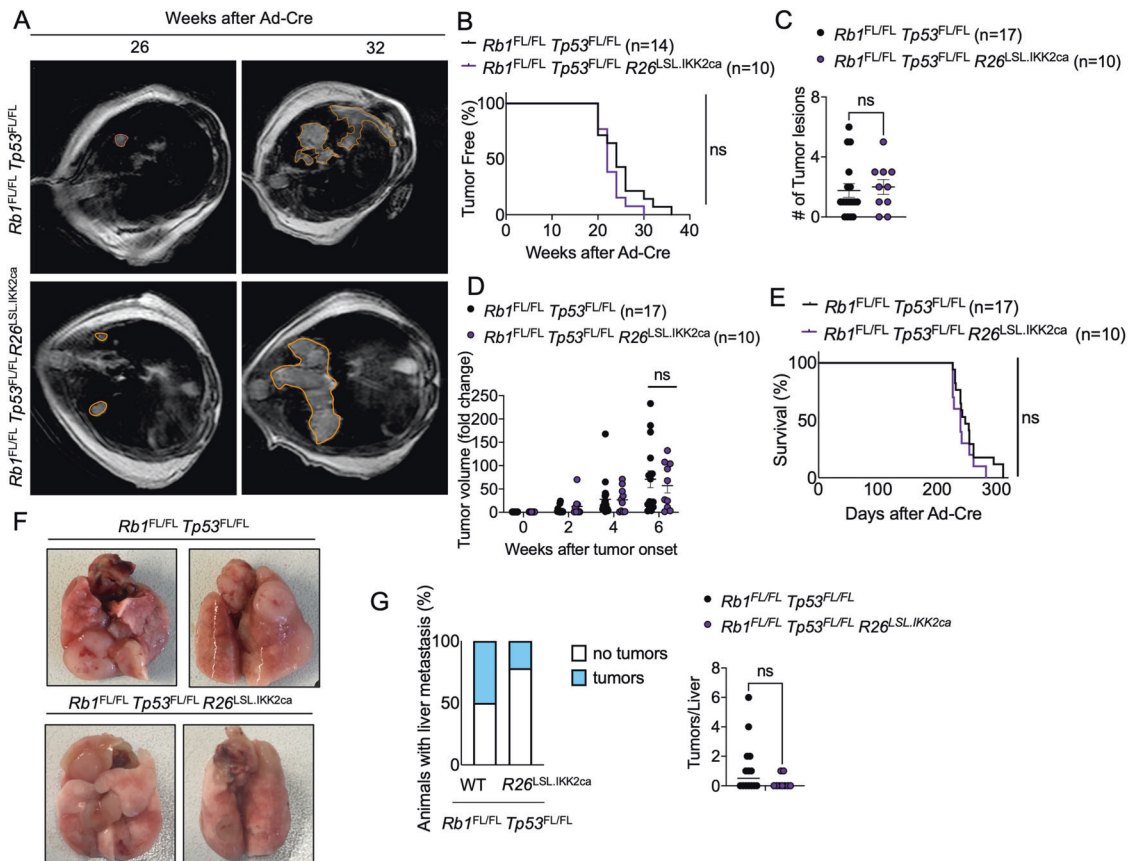 A
Weeks after Ad-Cre
26
32
Rb1FL/FL Tp53FL/FL
Rb1FL/FL Tp53FL/FL R26LSL.IKK2ca
B
Rb1FL/FL Tp53FL/FL (n=14)
Rb1FL/FL Tp53FL/FL R26LSL.IKK2ca (n=10)
Tumor Free (%)
100
50
0
0 10 20 30 40
Weeks after Ad-Cre
ns
C
Rb1FL/FL Tp53FL/FL (n=17)
Rb1FL/FL Tp53FL/FL R26LSL.IKK2ca (n=10)
ns
# of Tumor lesions
8
4
0
D
Rb1FL/FL Tp53FL/FL (n=17)
Rb1FL/FL Tp53FL/FL R26LSL.IKK2ca (n=10)
ns
Tumor volume (fold change)
250
200
150
100
50
0
0 2 4 6
Weeks after tumor onset
E
Rb1FL/FL Tp53FL/FL (n=17)
Rb1FL/FL Tp53FL/FL R26LSL.IKK2ca (n=10)
Survival (%)
100
50
0
0 100 200 300
Days after Ad-Cre
ns
F
Rb1FL/FL Tp53FL/FL
Rb1FL/FL Tp53FL/FL R26LSL.IKK2ca
G
Animals with liver metastasis (%)
100
50
0
WT R26LSL.IKK2ca
Rb1FL/FL Tp53FL/FL
no tumors
tumors
Rb1FL/FL Tp53FL/FL
Rb1FL/FL Tp53FL/FL R26LSL.IKK2ca
ns
Tumors/Liver
8
6
4
2
0